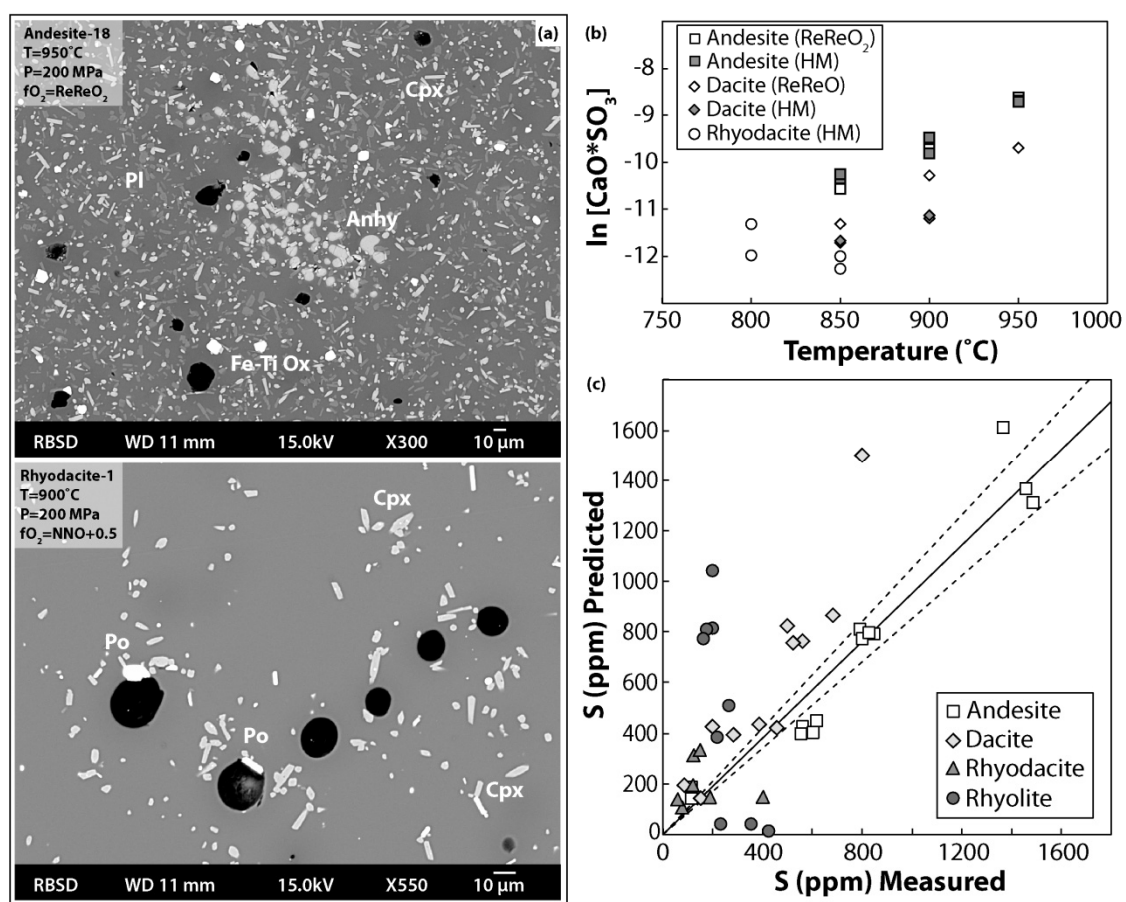 Andesite-18
T=950˚C
P=200 MPa
fO₂=ReReO₂
(a)
Cpx
Pl
Anhy
Fe-Ti Ox
RBSD WD 11 mm 15.0kV X300 10 µm
Rhyodacite-1
T=900˚C
P=200 MPa
fO₂=NNO+0.5
Cpx
Po
Po
Cpx
RBSD WD 11 mm 15.0kV X550 10 µm
(b)
Andesite (ReReO₂)
Andesite (HM)
Dacite (ReReO)
Dacite (HM)
Rhyodacite (HM)
ln [CaO*SO₃]
-8
-9
-10
-11
-12
750 800 850 900 950 1000
Temperature (˚C)
(c)
S (ppm) Predicted
1600
1400
1200
1000
800
600
400
200
0
Andesite
Dacite
Rhyodacite
Rhyolite
0 400 800 1200 1600
S (ppm) Measured